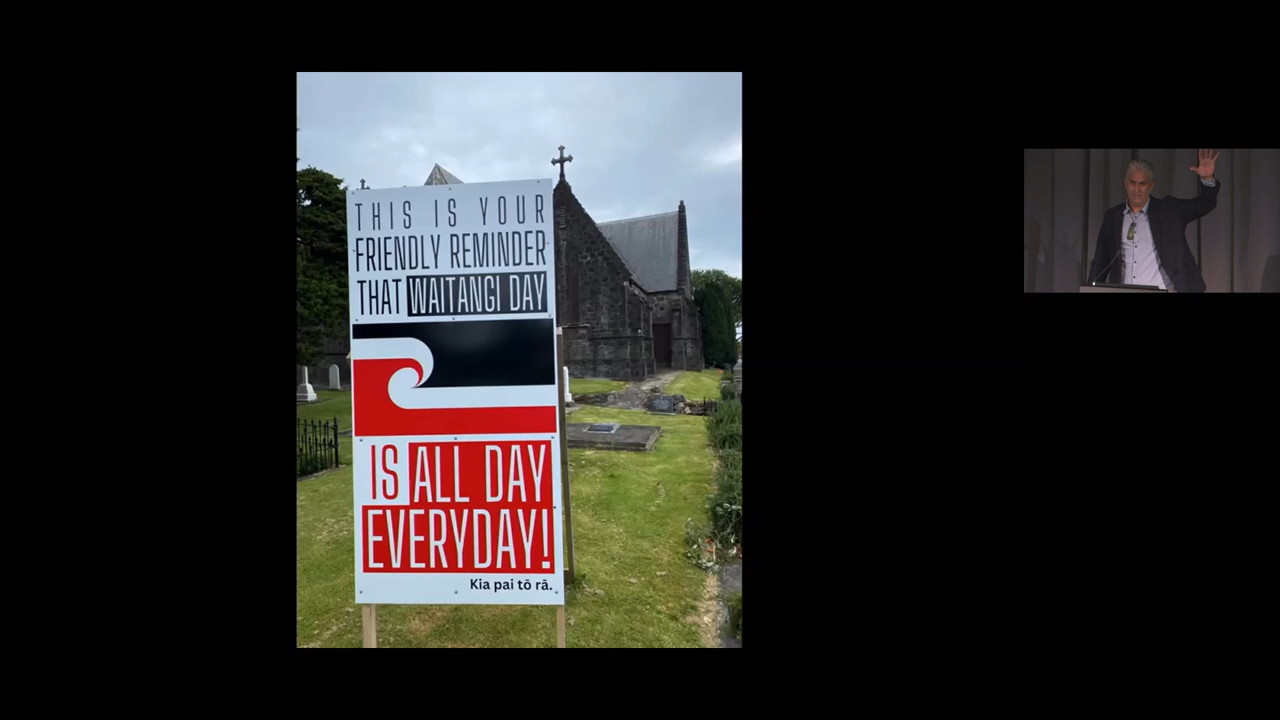 THIS IS YOUR
FRIENDLY REMINDER
THAT WAITANGI DAY
IS ALL DAY
EVERYDAY!
Kia pai tō rā.